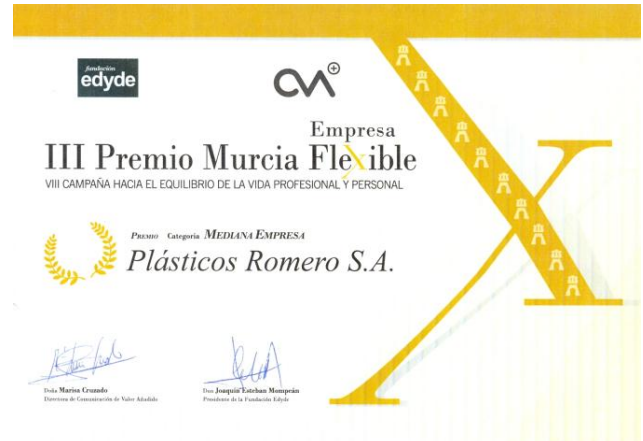 fundación
edyde
CVA
Empresa
III Premio Murcia Flexible
VIII CAMPAÑA HACIA EL EQUILIBRIO DE LA VIDA PROFESIONAL Y PERSONAL
PREMIO Categoría MEDIANA EMPRESA
Plásticos Romero S.A.
Doña Marisa Cruzado
Directora de Comunicación de Valor Añadido
Don Joaquín Esteban Mompeán
Presidente de la Fundación Edyde